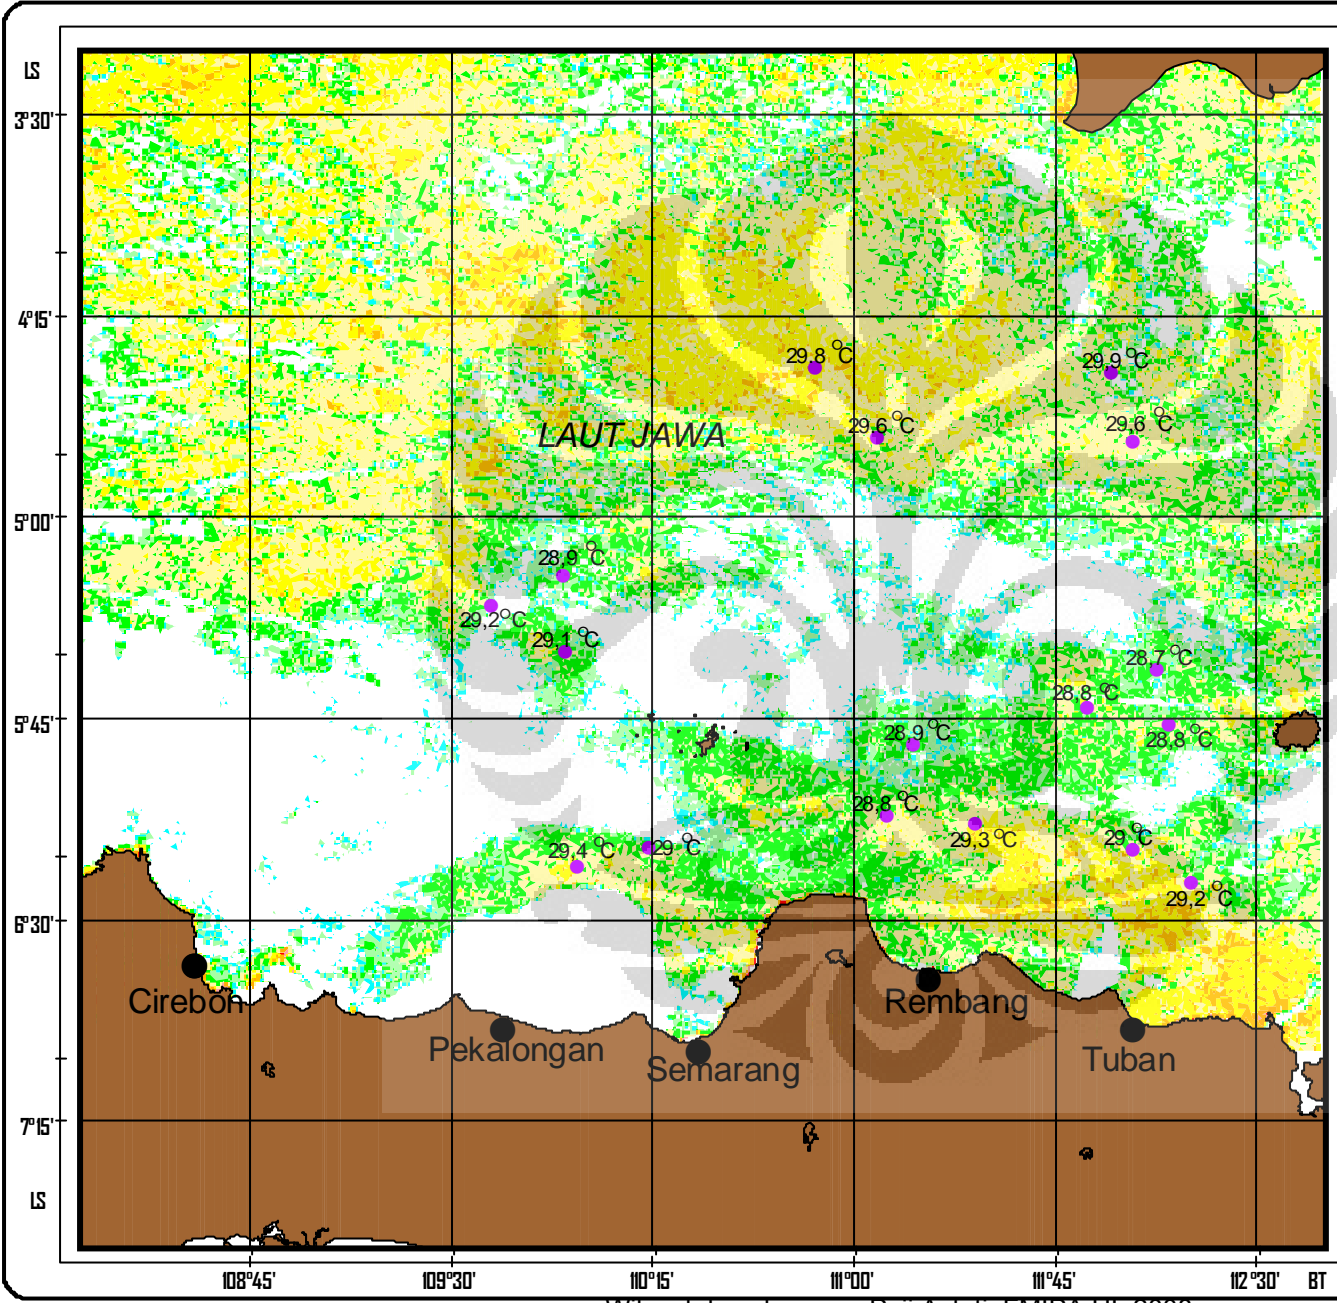 LS
3°30'
4°15'
29.8 °C
29,9 °C
29.6 °C
29,6 °C
LAUT JAWA
5°00'
28,9 °C
29,2°C
29,1 °C
28,7 °C
28.8 °C
5°45'
28,9 °C
28,8 °C
28.8 °C
29,3 °C
29 °C
29,4 °C
29 °C
29,2 °C
6°30'
Cirebon
Rembang
Pekalongan
Semarang
Tuban
7°15'
LS
108°45'
109°30'
110°15'
111°00'
111°45'
112°30'
BT